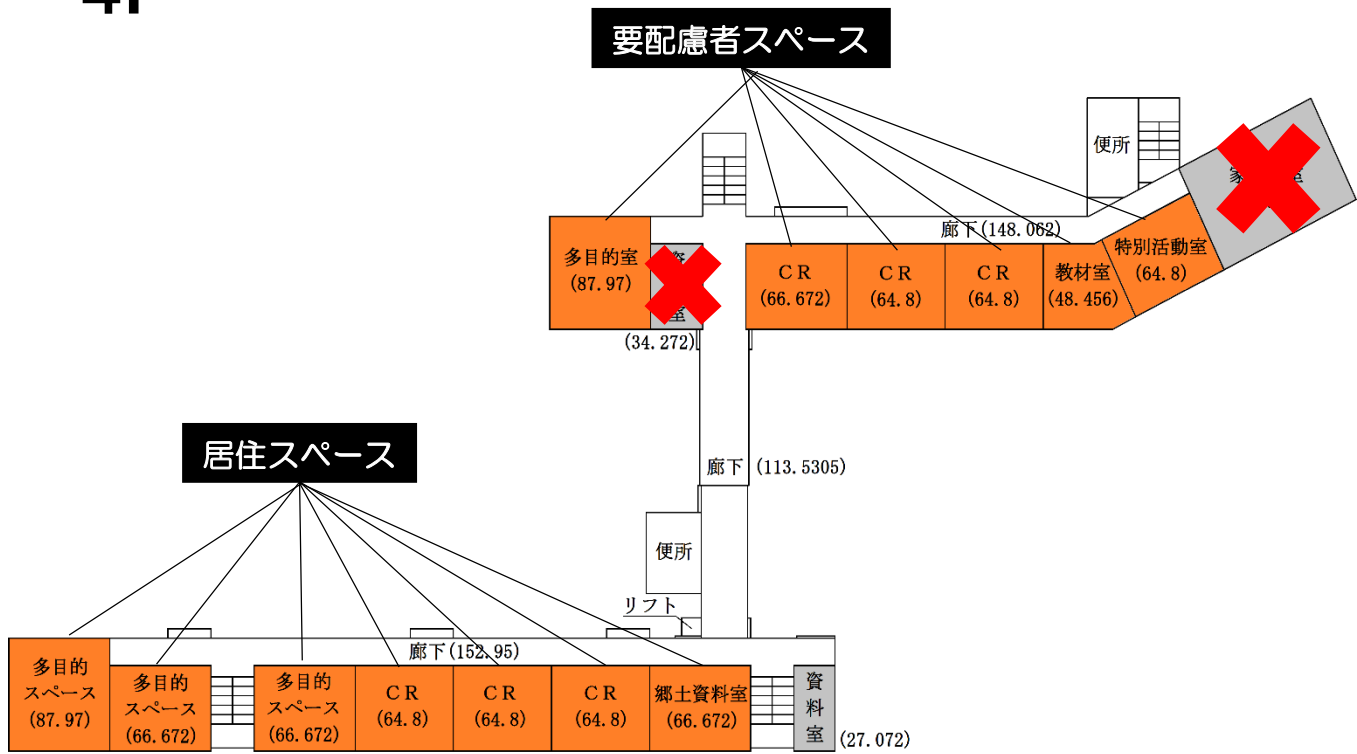 要配慮者スペース
便所
廊下(148.062)
多目的室
(87.97)
室
(34.272)
CR
(66.672)
CR
(64.8)
CR
(64.8)
教材室
(48.456)
特別活動室
(64.8)
廊下 (113.5305)
居住スペース
便所
リフト
廊下(152.95)
多目的
スペース
(87.97)
多目的
スペース
(66.672)
多目的
スペース
(66.672)
CR
(64.8)
CR
(64.8)
CR
(64.8)
郷土資料室
(66.672)
資
料
室
(27.072)